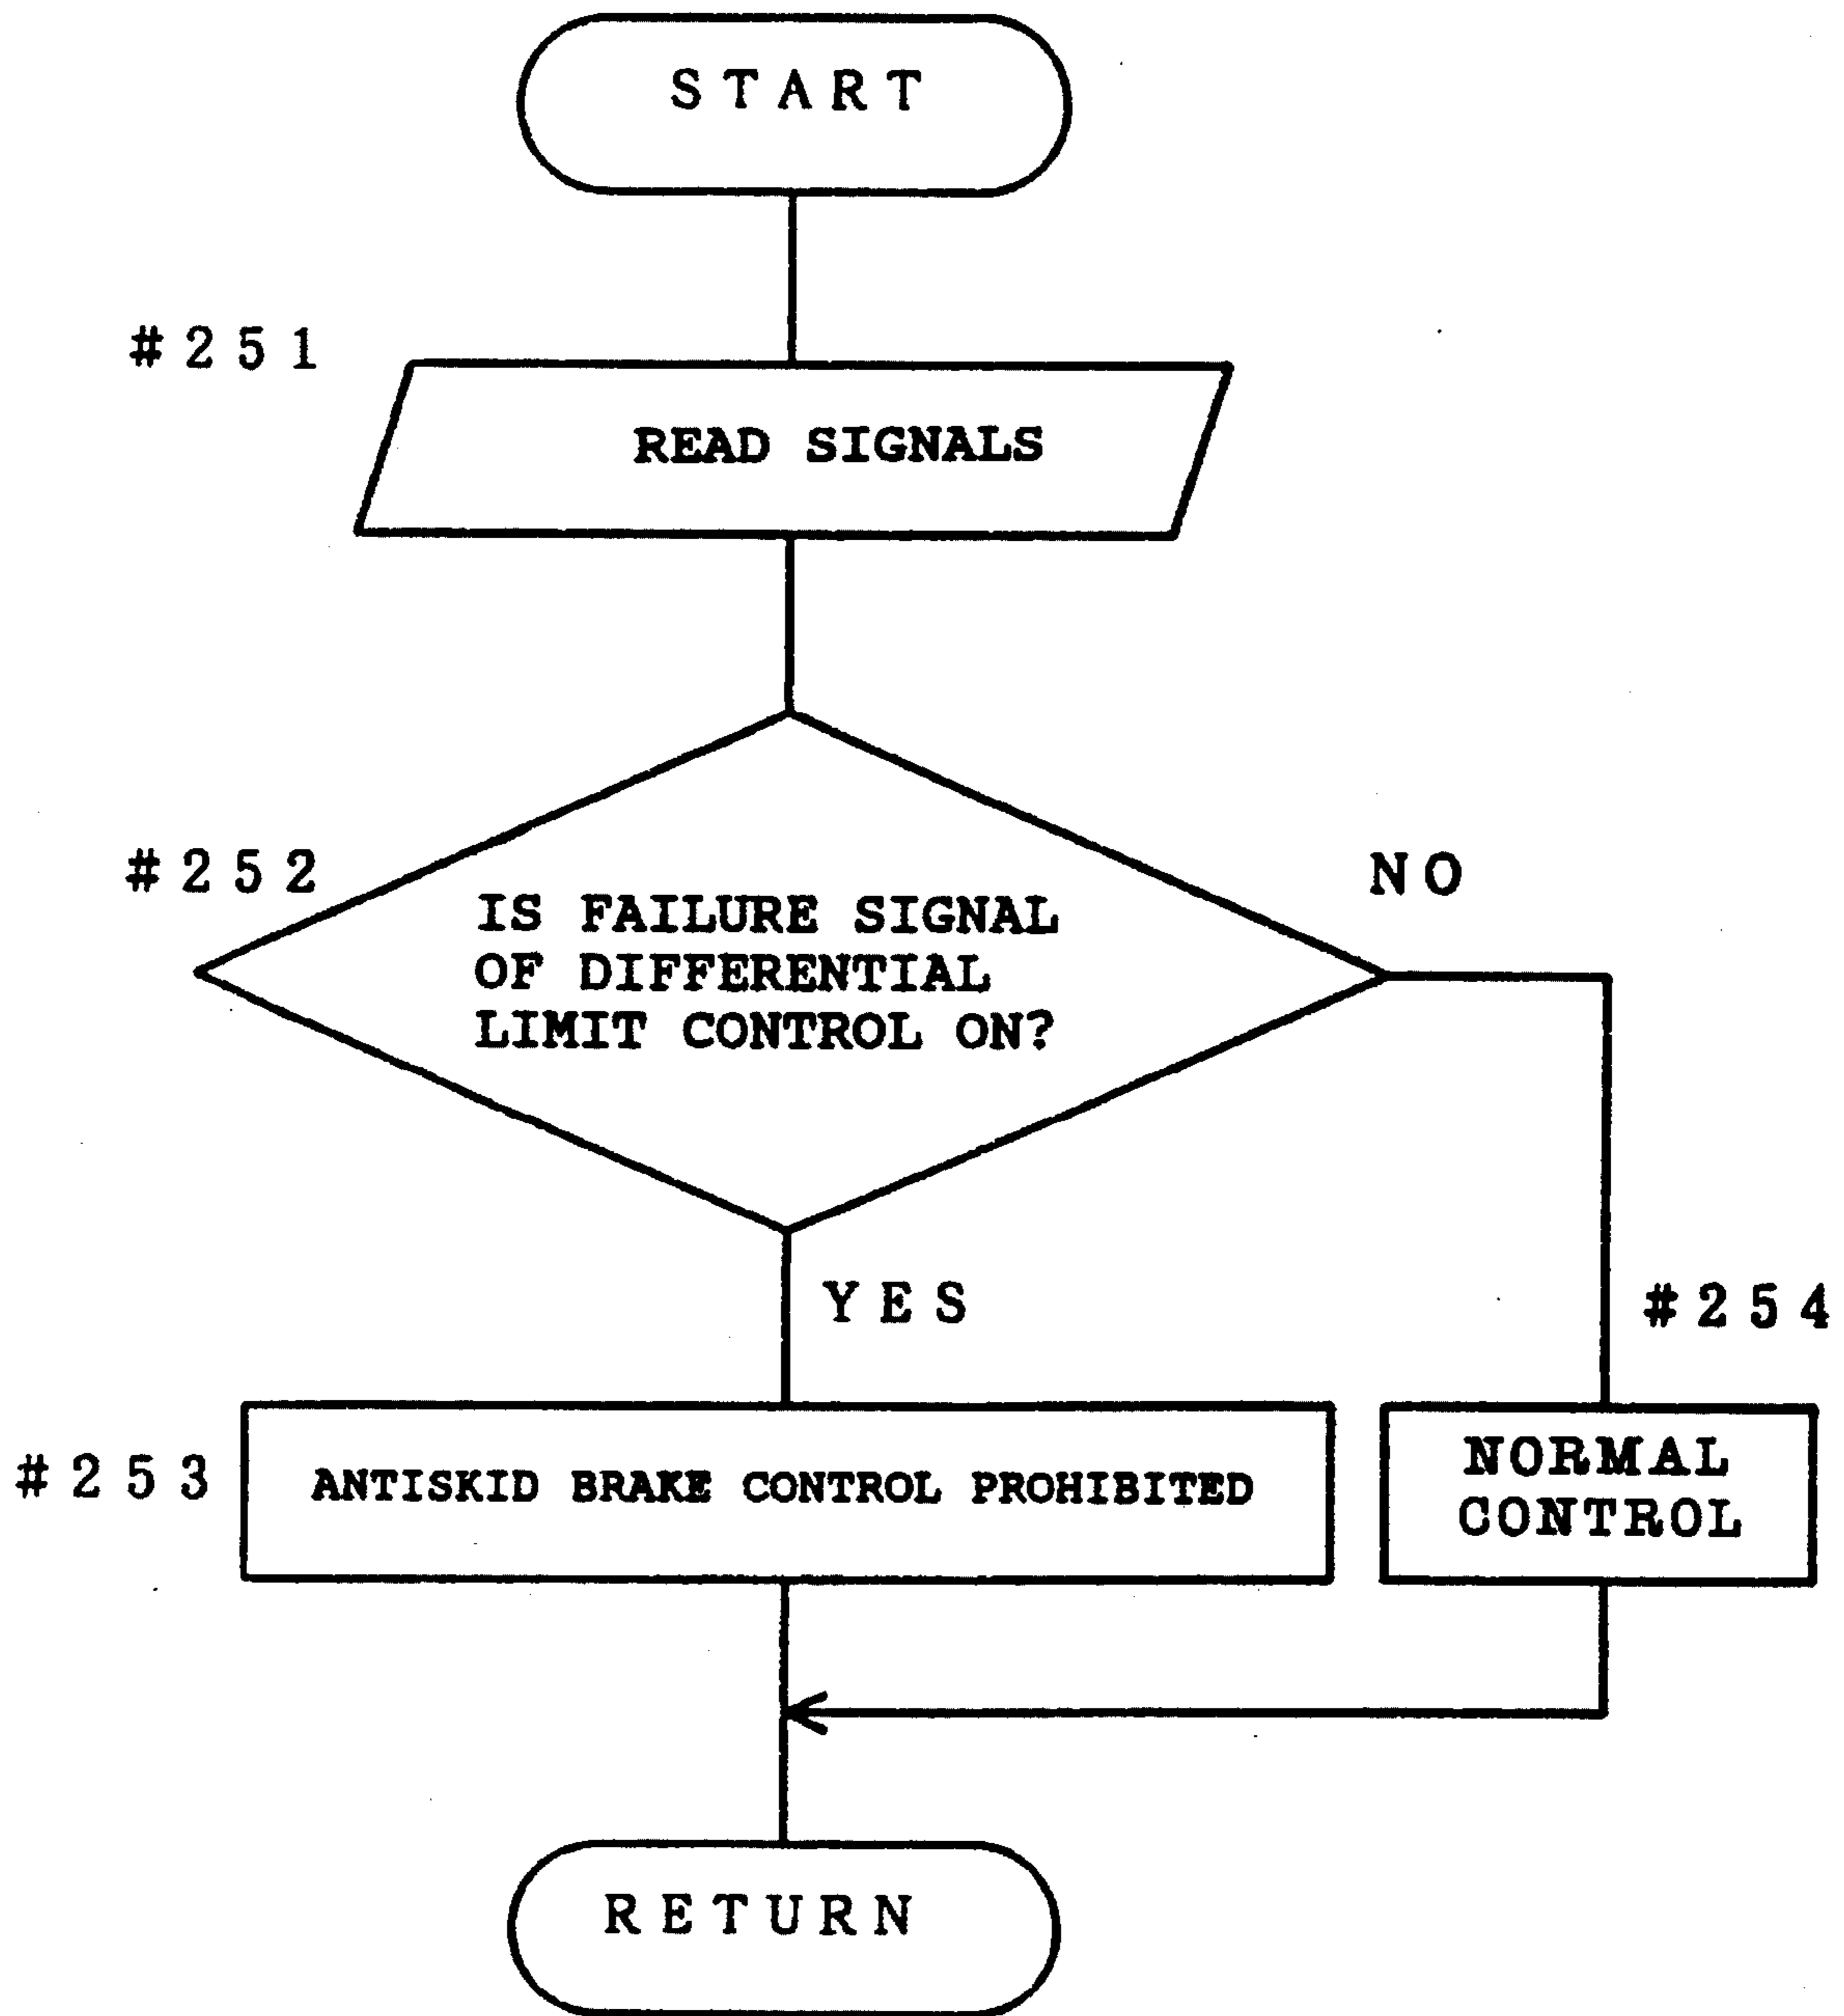 START
#251
READ SIGNALS
#252
NO
IS FAILURE SIGNAL
OF DIFFERENTIAL
LIMIT CONTROL ON?
YES
#254
#253
ANTISKID BRAKE CONTROL PROHIBITED
NORMAL
CONTROL
RETURN